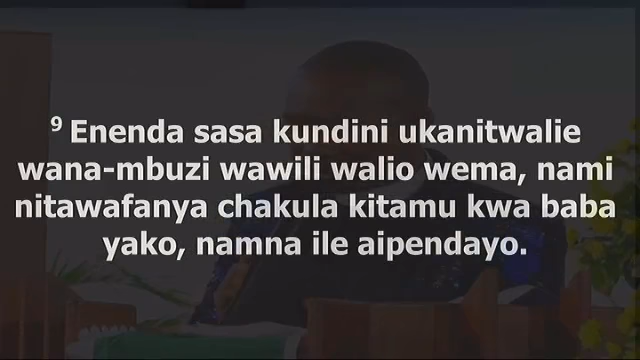 9 Enenda sasa kundini ukanitwalie
wana-mbuzi wawili walio wema, nami
nitawafanya chakula kitamu kwa baba
yako, namna ile aipendayo.